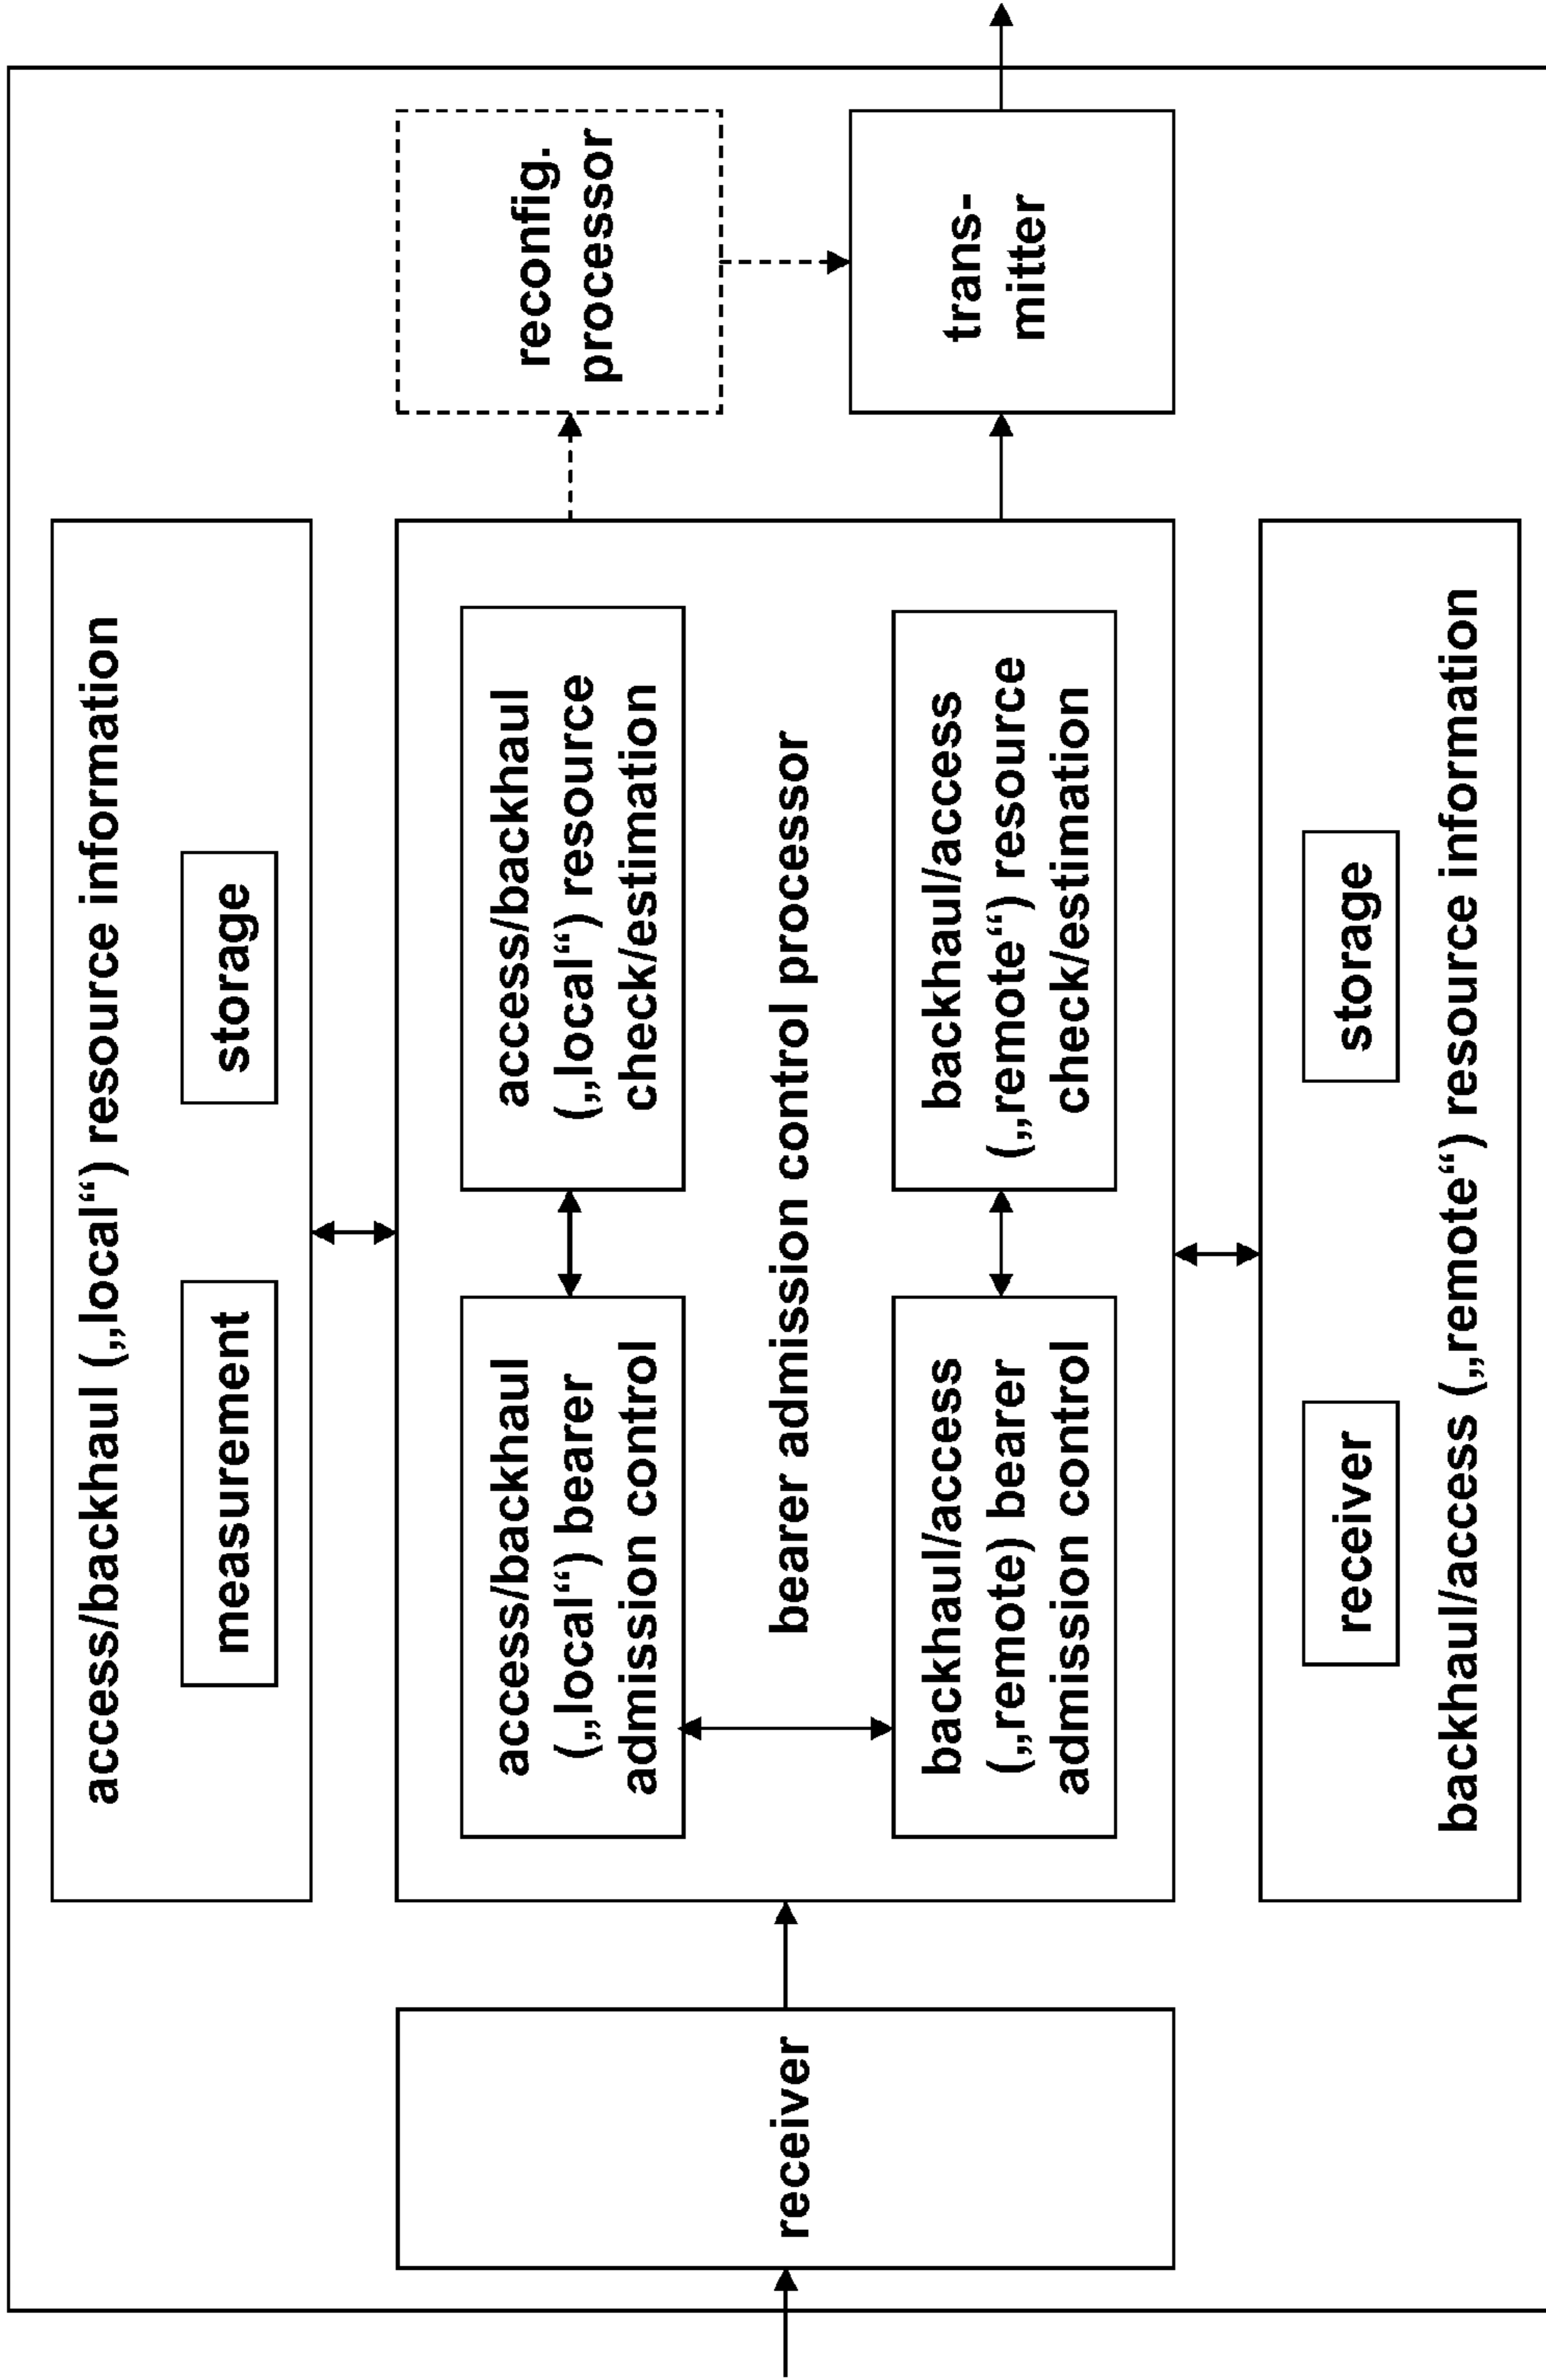 access/backhaul („local“) resource information
measurement
storage
receiver
access/backhaul
(„local“) bearer
admission control
access/backhaul
(„local“) resource
check/estimation
bearer admission control processor
backhaul/access
(„remote) bearer
admission control
backhaul/access
(„remote“) resource
check/estimation
reconfig.
processor
trans-
mitter
receiver
storage
backhaul/access („remote“) resource information